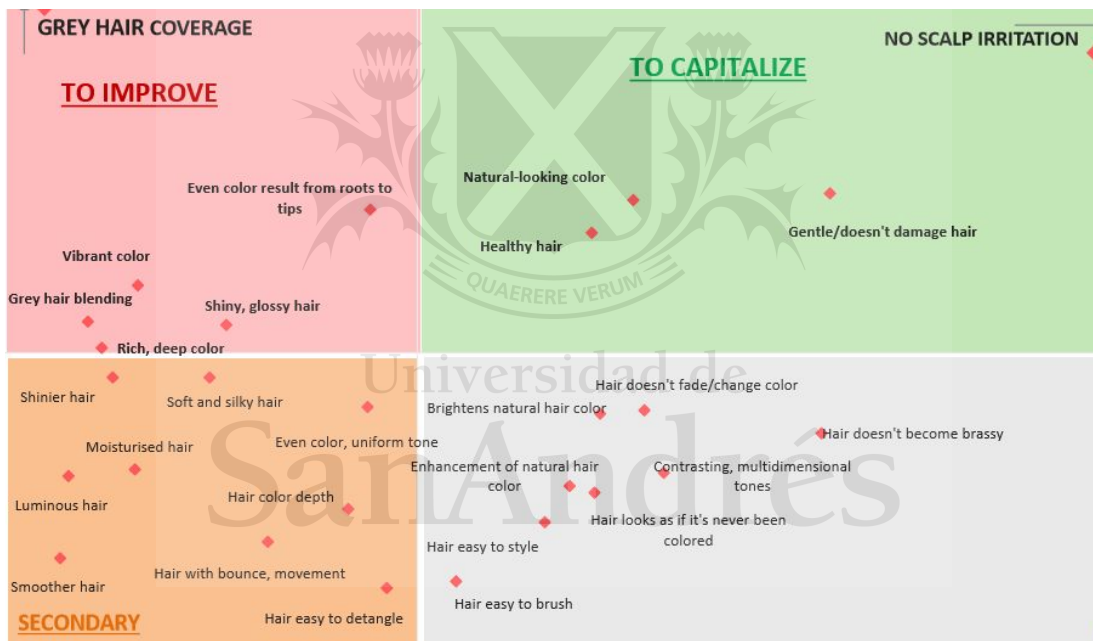 GREY HAIR COVERAGE
NO SCALP IRRITATION
TO IMPROVE
TO CAPITALIZE
Even color result from roots to
tips
Natural-looking color
Healthy hair
Gentle/doesn't damage hair
Vibrant color
Grey hair blending
Shiny, glossy hair
Rich, deep color
QUAERERE VERUM
Universidad de
SanAndrés
Shinier hair
Soft and silky hair
Hair doesn't fade/change color
Brightens natural hair color
Even color, uniform tone
Hair doesn't become brassy
Moisturised hair
Enhancement of natural hair
color
Contrasting, multidimensional
tones
Luminous hair
Hair color depth
Hair looks as if it's never been
colored
Hair easy to style
Smoother hair
Hair with bounce, movement
Hair easy to brush
Hair easy to detangle
SECONDARY